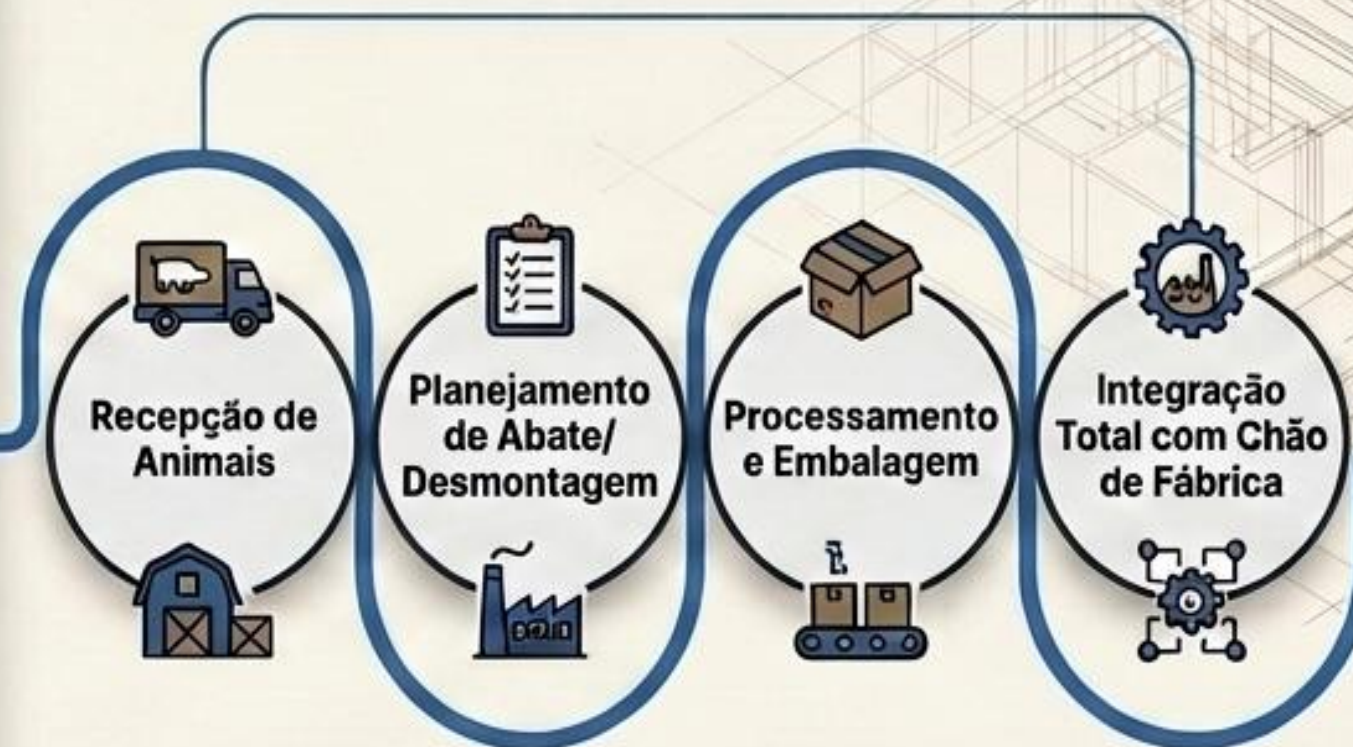 Recepção de
Animais
Planejamento
de Abate/
Desmontagem
Processamento
e Embalagem
Integração
Total com Chão
de Fábrica